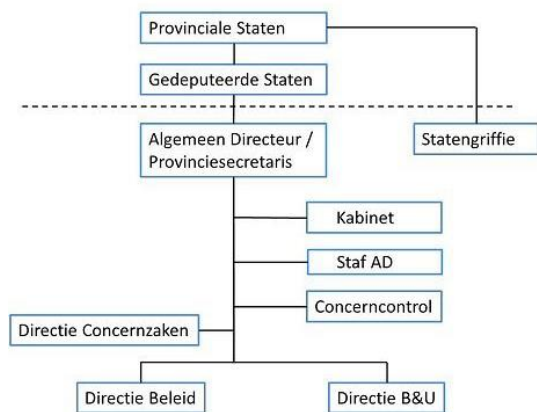 Provinciale Staten
Gedeputeerde Staten
Algemeen Directeur /
Provinciesecretaris
Statengriffie
Kabinet
Staf AD
Concerncontrol
Directie Concernzaken
Directie Beleid
Directie B&U